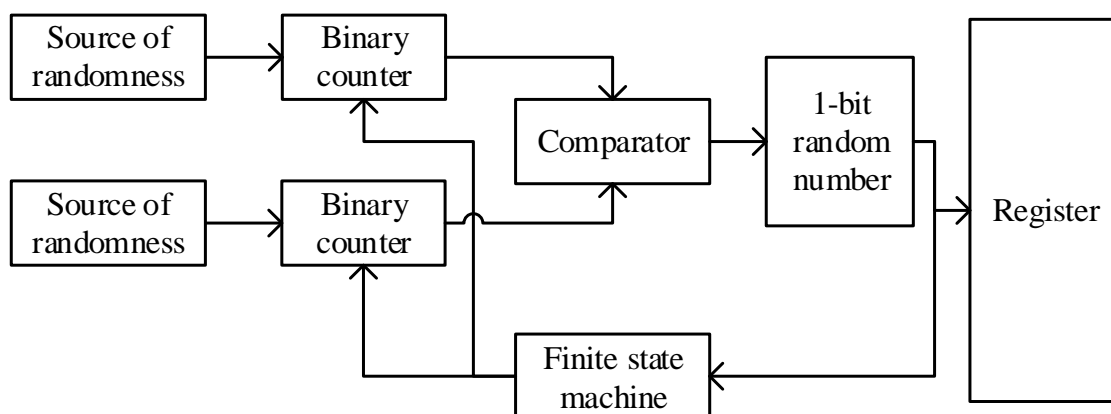 Source of
randomness
Binary
counter
Comparator
1-bit
random
number
Register
Source of
randomness
Binary
counter
Finite state
machine